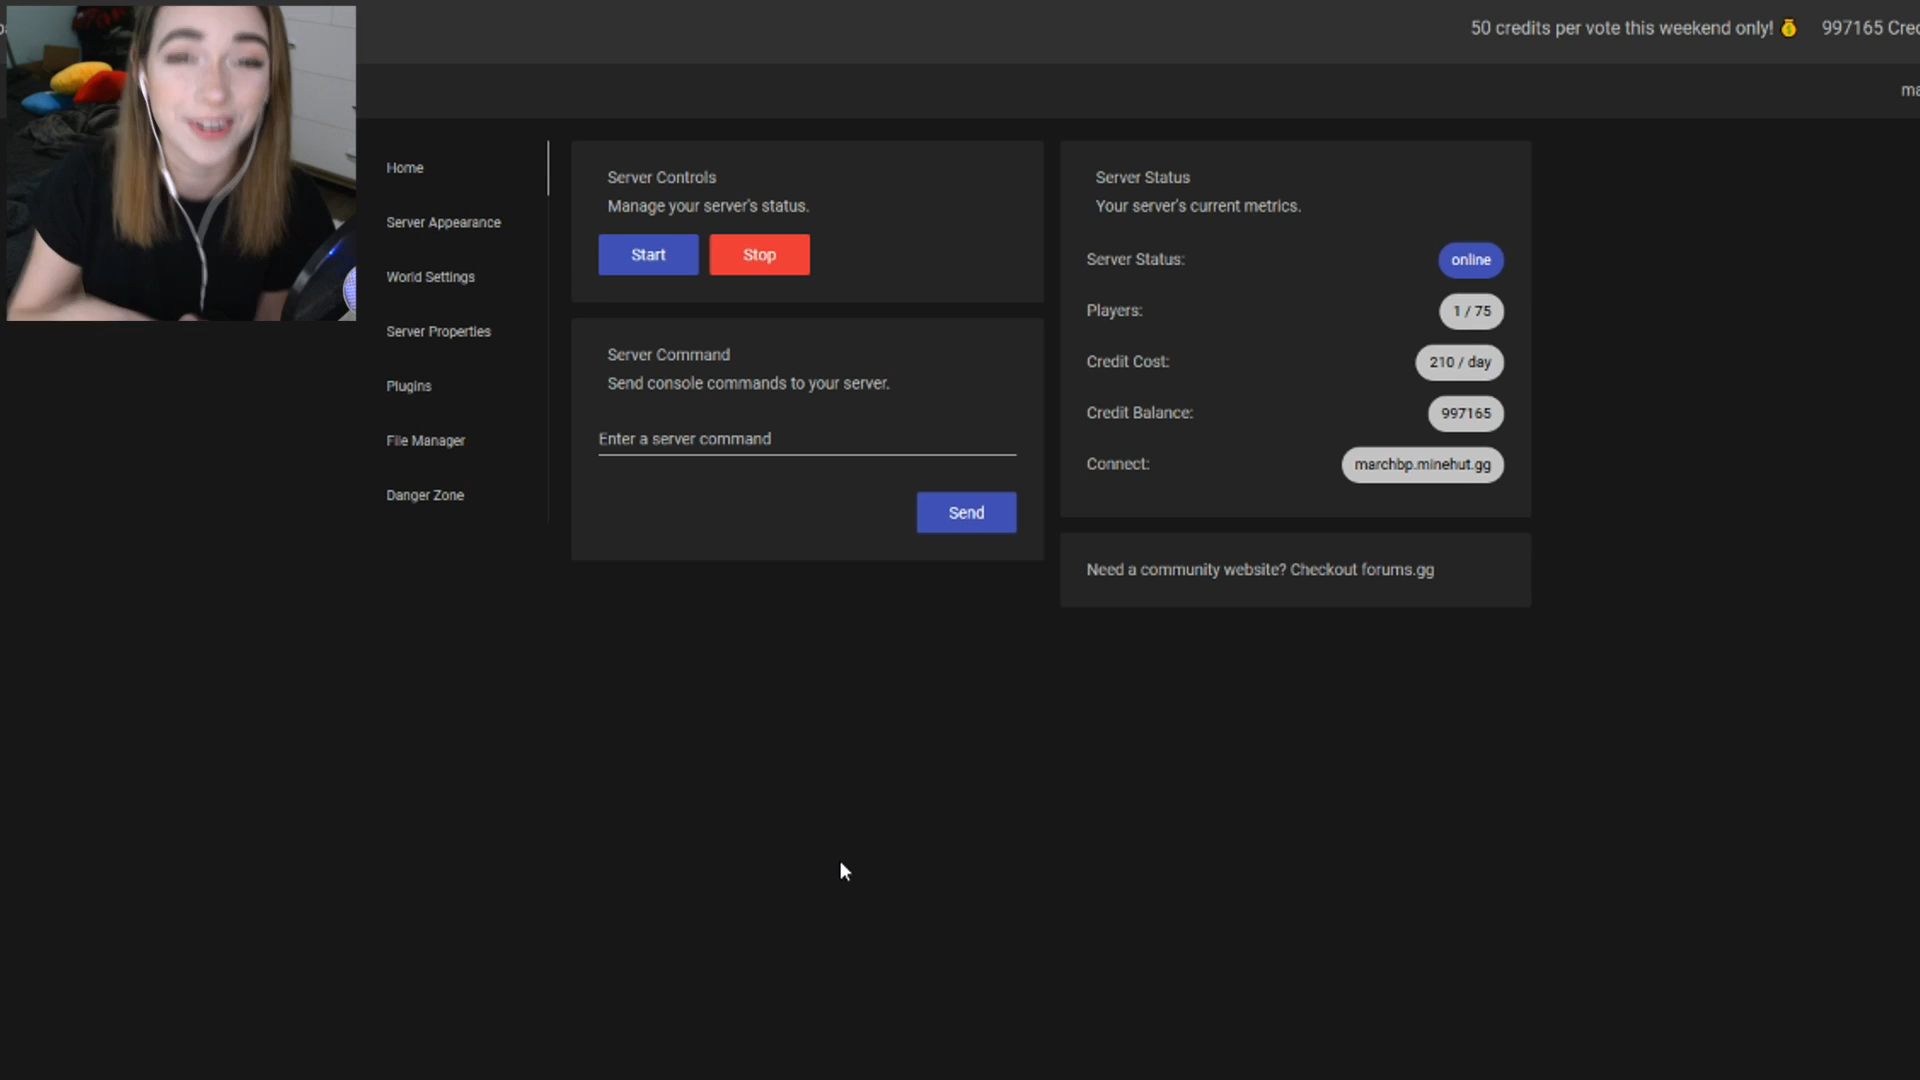 50 credits per vote this weekend only! 💰 997165 Cred
ma
Home
Server Appearance
World Settings
Server Properties
Plugins
File Manager
Danger Zone
Server Controls
Manage your server's status.
Start Stop
Server Command
Send console commands to your server.
Enter a server command
Send
Server Status
Your server's current metrics.
Server Status: online
Players: 1 / 75
Credit Cost: 210 / day
Credit Balance: 997165
Connect: marchbp.minehut.gg
Need a community website? Checkout forums.gg